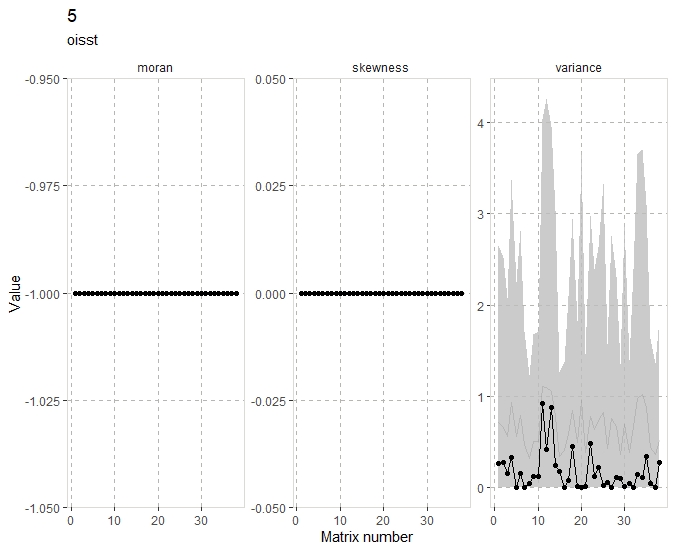 5
oisst
moran
skewness
variance
-0.950
-0.975
-1.000
-1.025
-1.050
0.050
0.025
0.000
-0.025
-0.050
4
3
2
1
0
0 10 20 30
0 10 20 30
0 10 20 30
Value
Matrix number